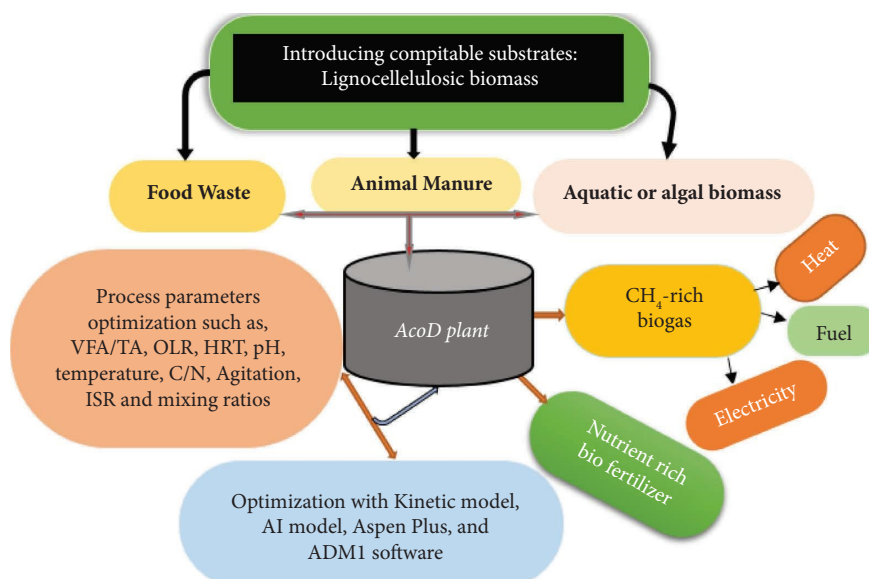 Introducing compitable substrates:
Lignocellelulosic biomass
Food Waste
Animal Manure
Aquatic or algal biomass
Process parameters
optimization such as,
VFA/TA, OLR, HRT, pH,
temperature, C/N, Agitation,
ISR and mixing ratios
AcoD plant
CH₄-rich
biogas
Heat
Fuel
Electricity
Nutrient rich
bio fertilizer
Optimization with Kinetic model,
AI model, Aspen Plus, and
ADM1 software